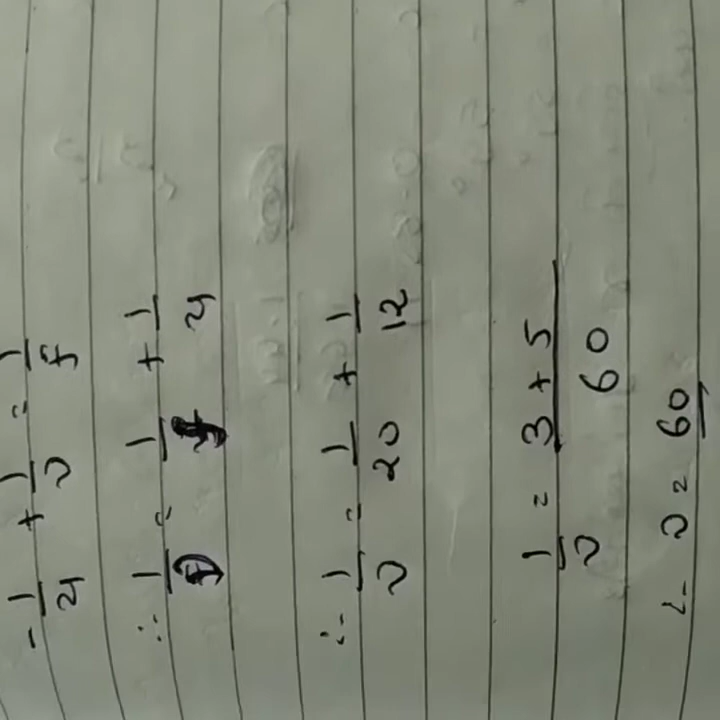 - 1/u + 1/v = 1/f
∴ 1/v = 1/f + 1/u
∴ 1/v = 1/20 + 1/12
1/v = 3 + 5/60
∴ v = 60